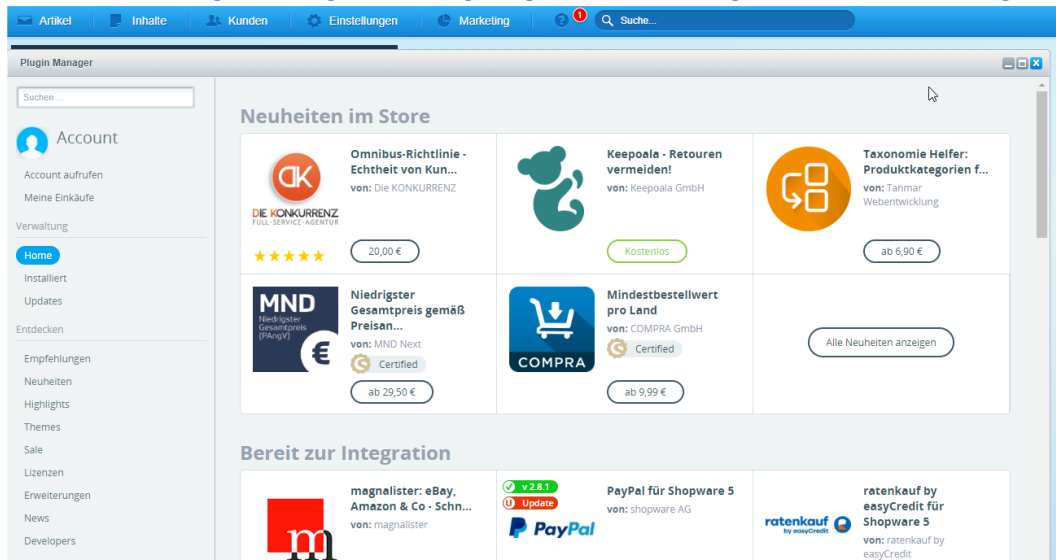 Artikel
Inhalte
Kunden
Einstellungen
Marketing
1
Suche...
Plugin Manager
Suchen ...
Account
Account aufrufen
Meine Einkäufe
Verwaltung
Home
Installiert
Updates
Entdecken
Empfehlungen
Neuheiten
Highlights
Themes
Sale
Lizenzen
Erweiterungen
News
Developers
Neuheiten im Store
DIE KONKURRENZ
FULL-SERVICE-AGENTUR
Omnibus-Richtlinie -
Echtheit von Kun...
von: Die KONKURRENZ
20,00 €
Keepoala - Retouren
vermeiden!
von: Keepoala GmbH
Kostenlos
Taxonomie Helfer:
Produktkategorien f...
von: Tanmar
Webentwicklung
ab 6,90 €
MND
Niedrigster
Gesamtpreis
(PAngV)
€
Niedrigster
Gesamtpreis gemäß
Preisan...
von: MND Next
Certified
ab 29,50 €
COMPRA
Mindestbestellwert
pro Land
von: COMPRA GmbH
Certified
ab 9,99 €
Alle Neuheiten anzeigen
Bereit zur Integration
m
magnalister: eBay,
Amazon & Co - Schn...
von: magnalister
v 2.8.1
Update
PayPal
PayPal für Shopware 5
von: shopware AG
ratenkauf
by easyCredit
ratenkauf by
easyCredit für
Shopware 5
von: ratenkauf by
easyCredit